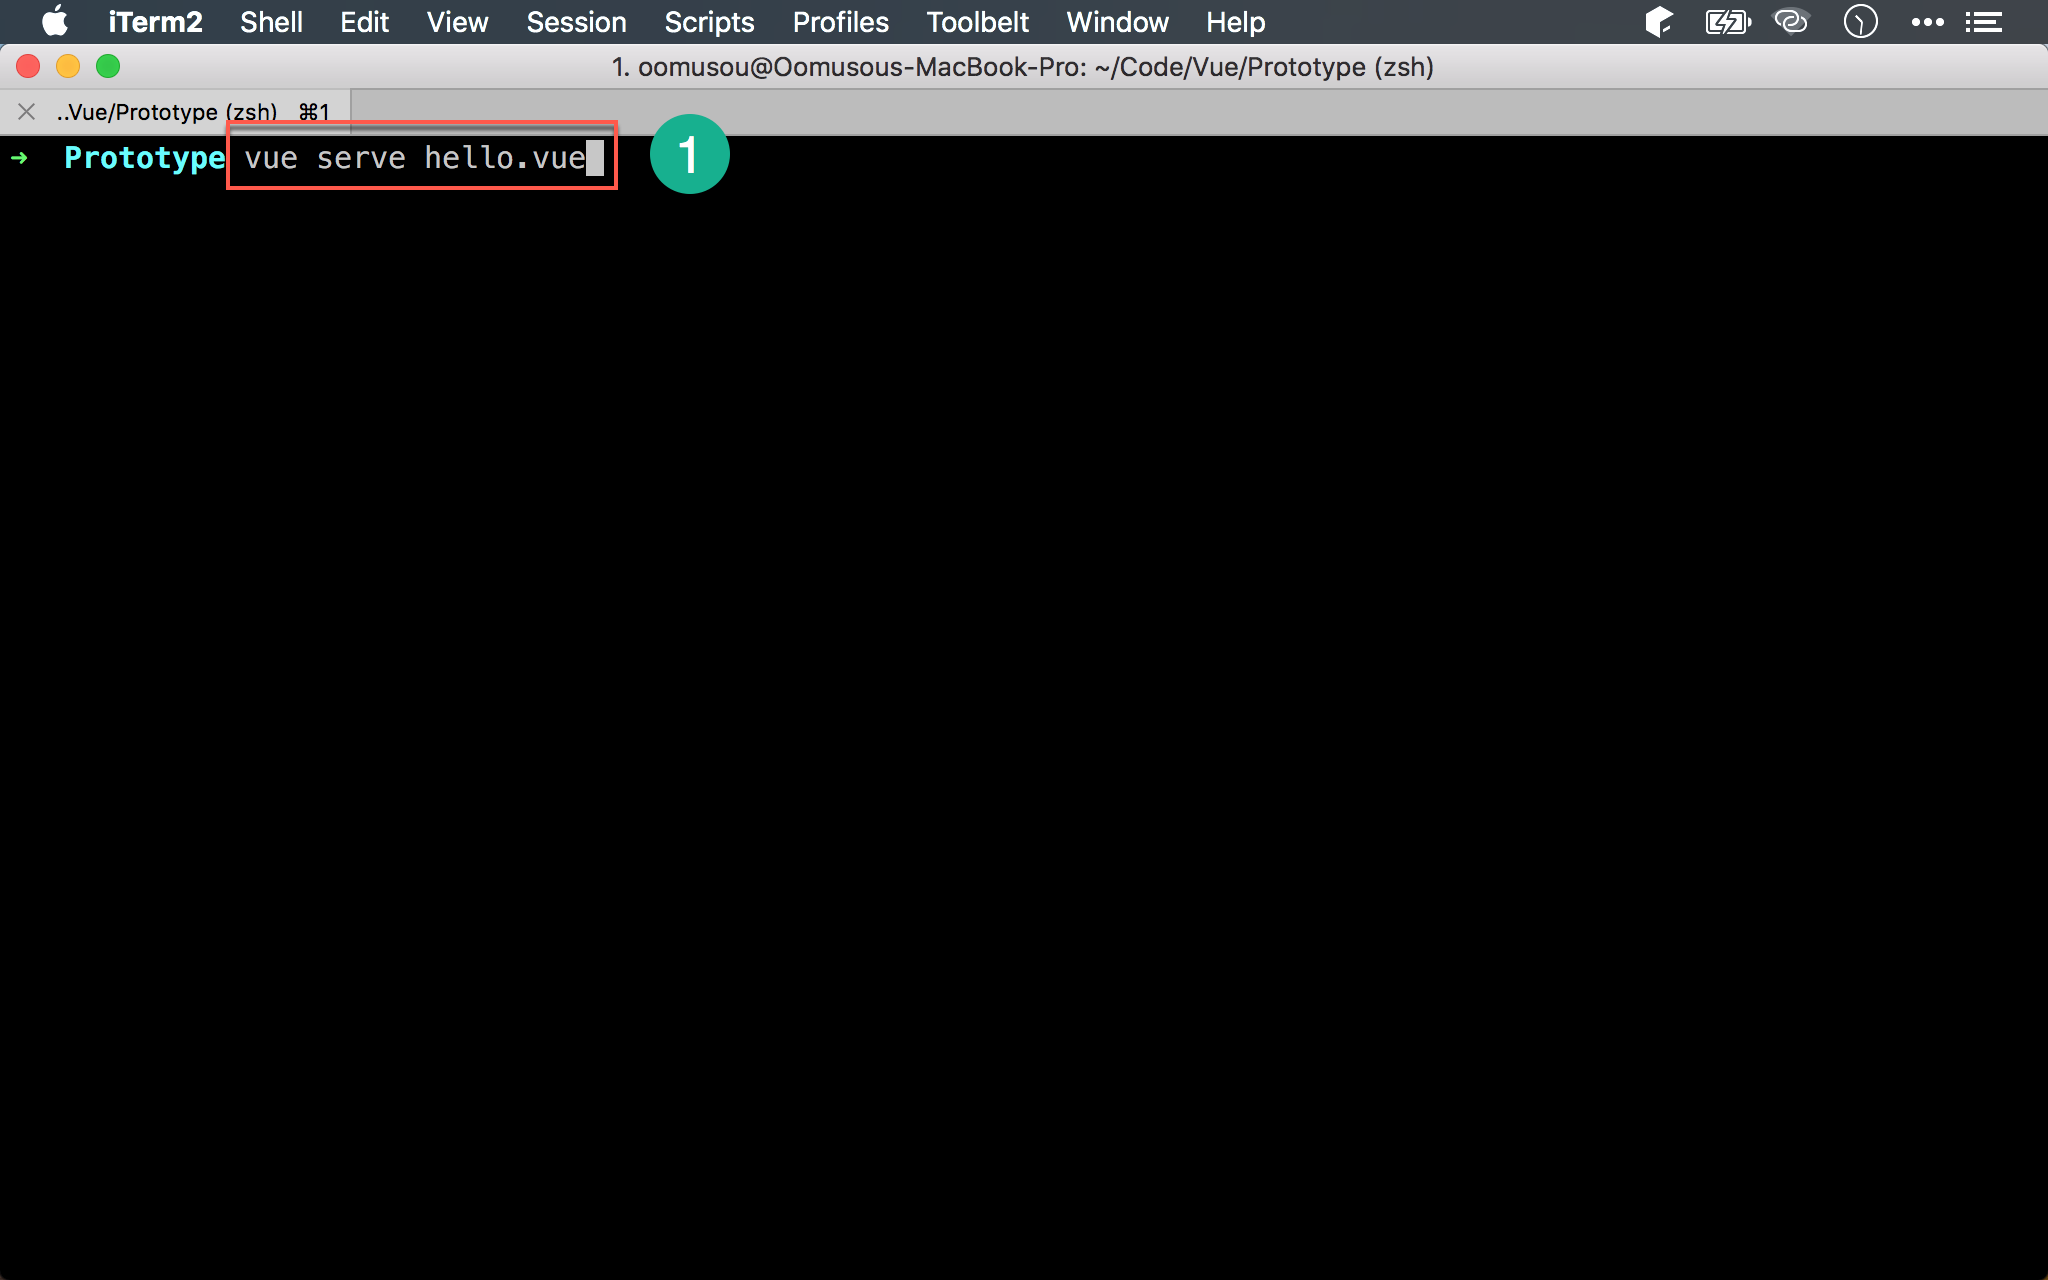 iTerm2 Shell Edit View Session Scripts Profiles Toolbelt Window Help
1. oomusou@Oomusous-MacBook-Pro: ~/Code/Vue/Prototype (zsh)
..Vue/Prototype (zsh) ⌘1
➜ Prototype vue serve hello.vue
1